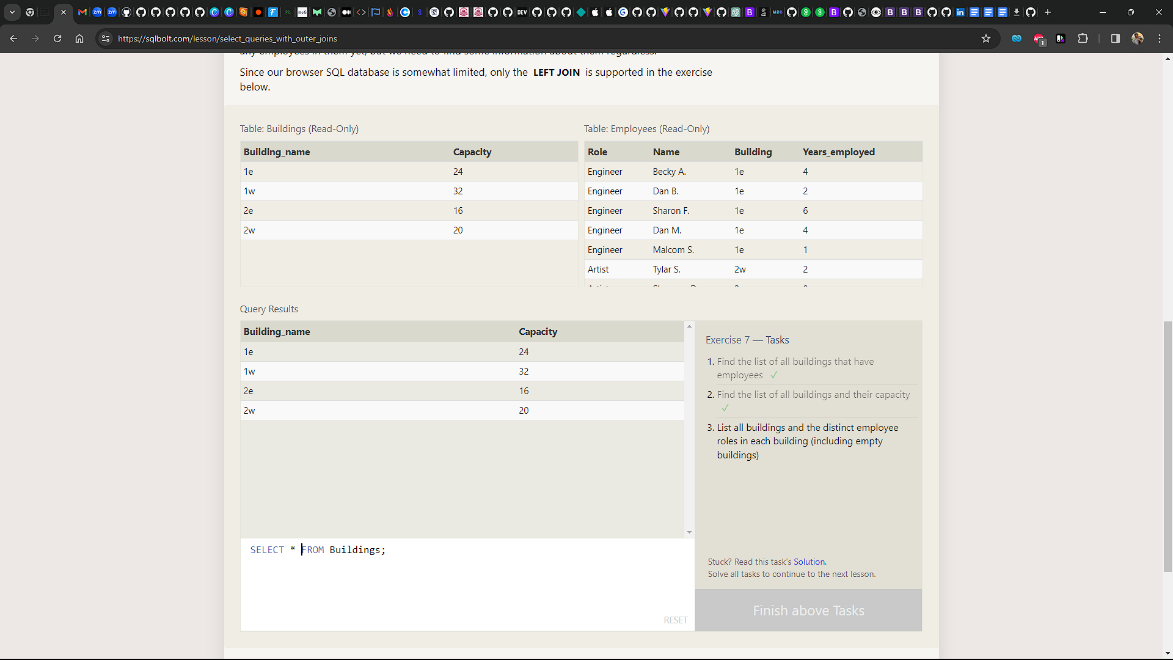 https://sqlbolt.com/lesson/select_queries_with_outer_joins
Since our browser SQL database is somewhat limited, only the LEFT JOIN is supported in the exercise
below.
Table: Buildings (Read-Only)
Building_name Capacity
1e 24
1w 32
2e 16
2w 20
Table: Employees (Read-Only)
Role Name Building Years_employed
Engineer Becky A. 1e 4
Engineer Dan B. 1e 2
Engineer Sharon F. 1e 6
Engineer Dan M. 1e 4
Engineer Malcom S. 1e 1
Artist Tylar S. 2w 2
Query Results
Building_name Capacity
1e 24
1w 32
2e 16
2w 20
Exercise 7 — Tasks
1. Find the list of all buildings that have
employees ✓
2. Find the list of all buildings and their capacity
✓
3. List all buildings and the distinct employee
roles in each building (including empty
buildings)
SELECT * FROM Buildings;
RESET
Stuck? Read this task's Solution.
Solve all tasks to continue to the next lesson.
Finish above Tasks